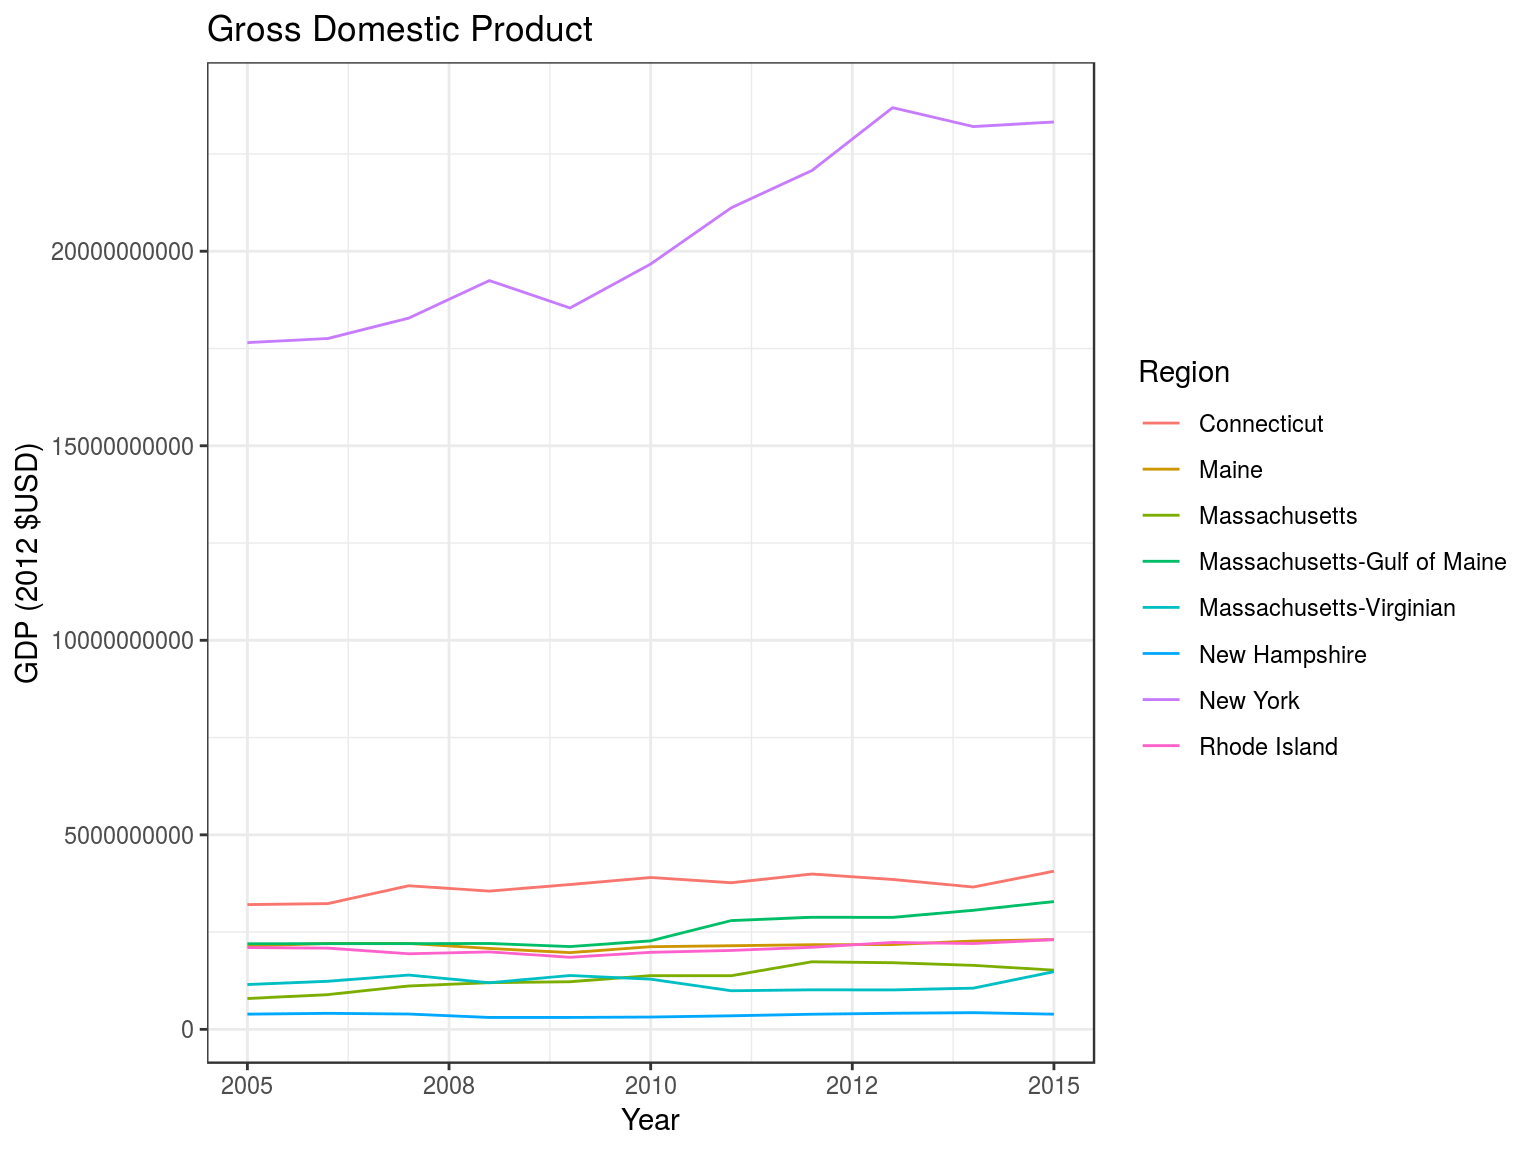 Gross Domestic Product
GDP (2012 $USD)
20000000000
15000000000
10000000000
5000000000
0
2005 2008 2010 2012 2015
Year
Region
Connecticut
Maine
Massachusetts
Massachusetts-Gulf of Maine
Massachusetts-Virginian
New Hampshire
New York
Rhode Island